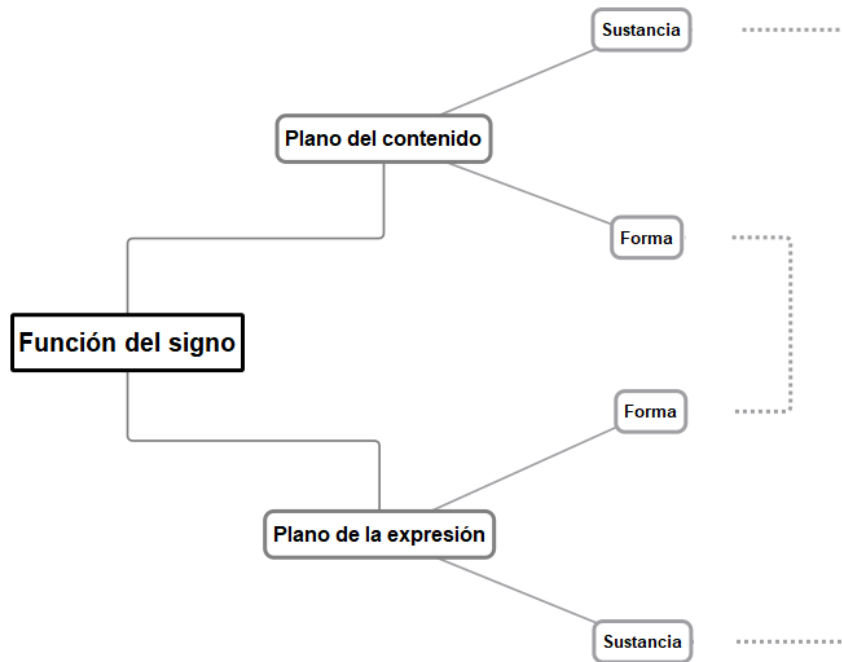 Sustancia
Plano del contenido
Forma
Función del signo
Forma
Plano de la expresión
Sustancia